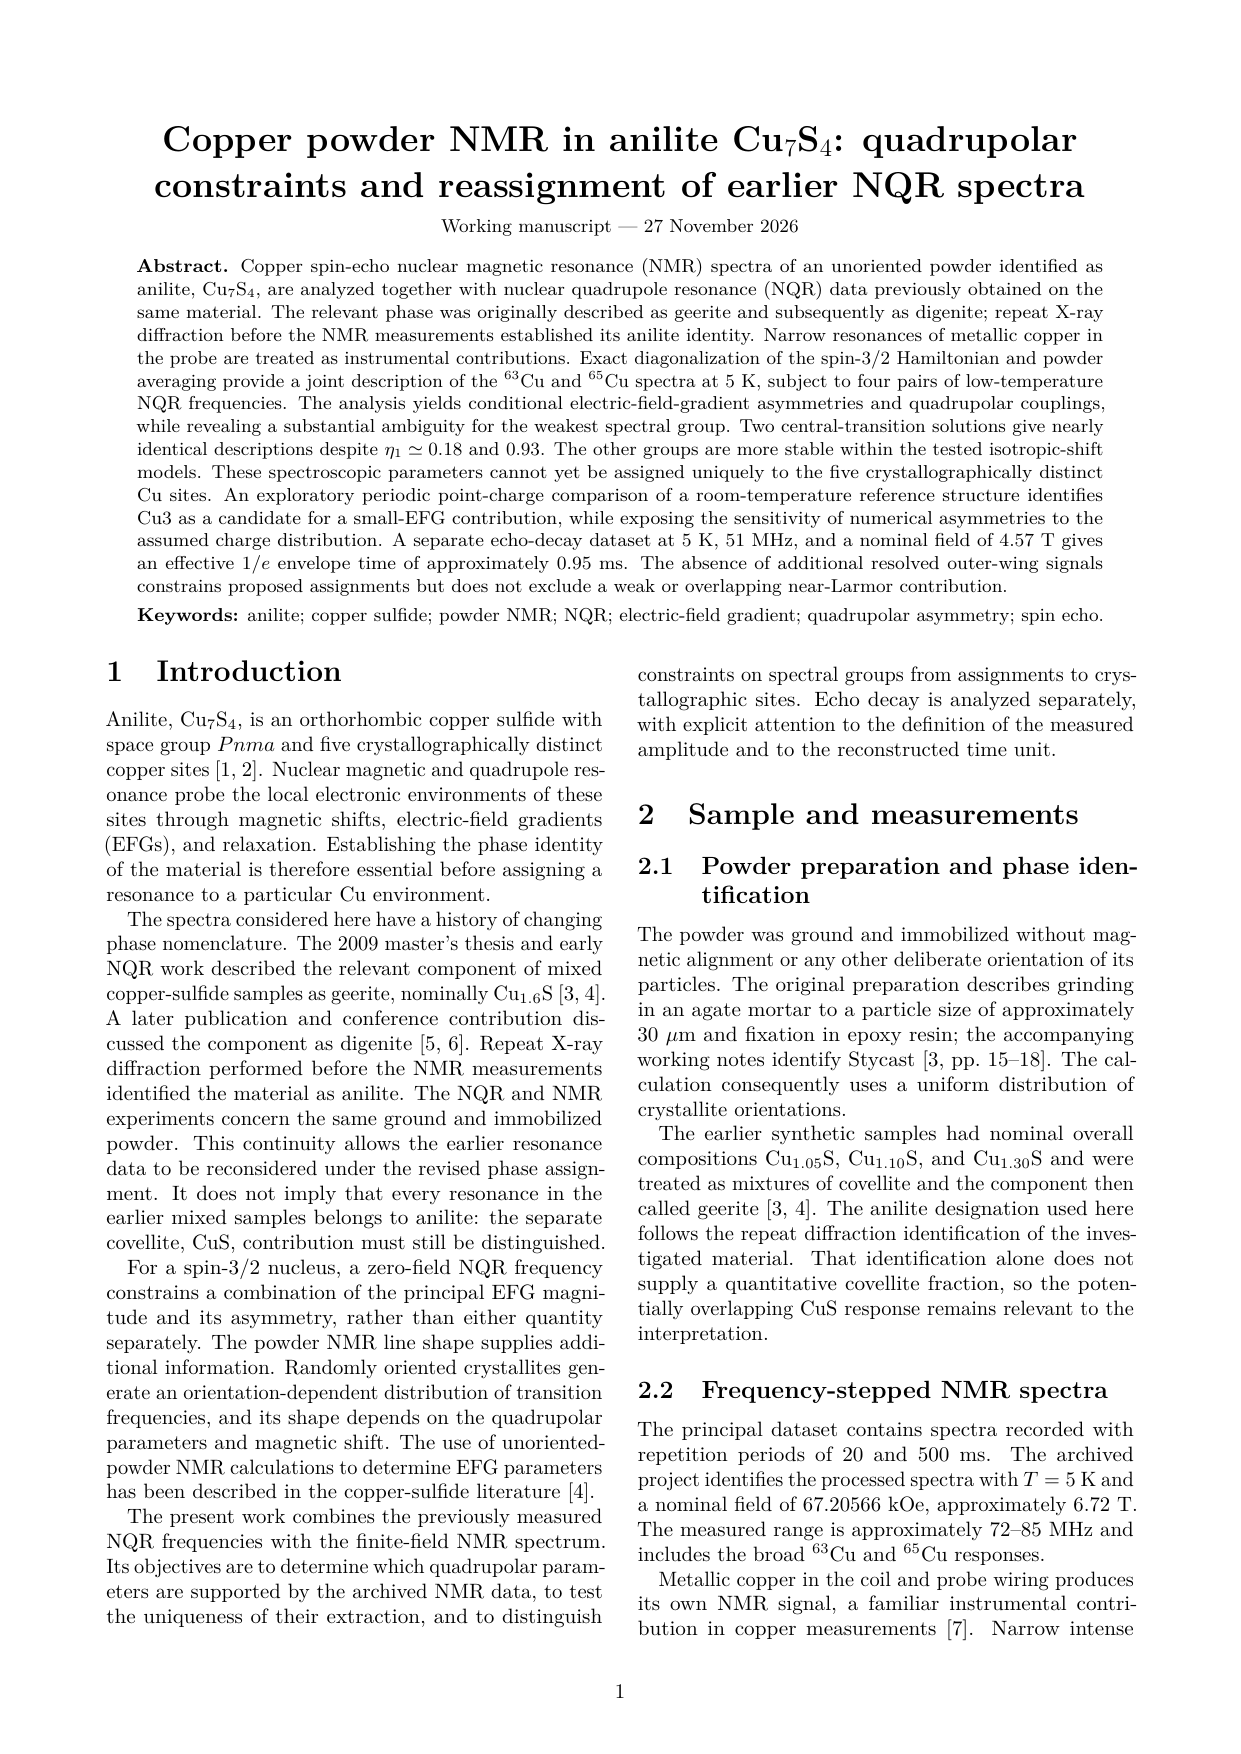 Copper powder NMR in anilite Cu₇S₄: quadrupolar
constraints and reassignment of earlier NQR spectra
Working manuscript — 27 November 2026
Abstract. Copper spin-echo nuclear magnetic resonance (NMR) spectra of an unoriented powder identified as
anilite, Cu₇S₄, are analyzed together with nuclear quadrupole resonance (NQR) data previously obtained on the
same material. The relevant phase was originally described as geerite and subsequently as digenite; repeat X-ray
diffraction before the NMR measurements established its anilite identity. Narrow resonances of metallic copper in
the probe are treated as instrumental contributions. Exact diagonalization of the spin-3/2 Hamiltonian and powder
averaging provide a joint description of the ⁶³Cu and ⁶⁵Cu spectra at 5 K, subject to four pairs of low-temperature
NQR frequencies. The analysis yields conditional electric-field-gradient asymmetries and quadrupolar couplings,
while revealing a substantial ambiguity for the weakest spectral group. Two central-transition solutions give nearly
identical descriptions despite η₁ ≃ 0.18 and 0.93. The other groups are more stable within the tested isotropic-shift
models. These spectroscopic parameters cannot yet be assigned uniquely to the five crystallographically distinct
Cu sites. An exploratory periodic point-charge comparison of a room-temperature reference structure identifies
Cu3 as a candidate for a small-EFG contribution, while exposing the sensitivity of numerical asymmetries to the
assumed charge distribution. A separate echo-decay dataset at 5 K, 51 MHz, and a nominal field of 4.57 T gives
an effective 1/e envelope time of approximately 0.95 ms. The absence of additional resolved outer-wing signals
constrains proposed assignments but does not exclude a weak or overlapping near-Larmor contribution.
Keywords: anilite; copper sulfide; powder NMR; NQR; electric-field gradient; quadrupolar asymmetry; spin echo.
1 Introduction
Anilite, Cu₇S₄, is an orthorhombic copper sulfide with
space group Pnma and five crystallographically distinct
copper sites [1, 2]. Nuclear magnetic and quadrupole res-
onance probe the local electronic environments of these
sites through magnetic shifts, electric-field gradients
(EFGs), and relaxation. Establishing the phase identity
of the material is therefore essential before assigning a
resonance to a particular Cu environment.
The spectra considered here have a history of changing
phase nomenclature. The 2009 master's thesis and early
NQR work described the relevant component of mixed
copper-sulfide samples as geerite, nominally Cu₁.₆S [3, 4].
A later publication and conference contribution dis-
cussed the component as digenite [5, 6]. Repeat X-ray
diffraction performed before the NMR measurements
identified the material as anilite. The NQR and NMR
experiments concern the same ground and immobilized
powder. This continuity allows the earlier resonance
data to be reconsidered under the revised phase assign-
ment. It does not imply that every resonance in the
earlier mixed samples belongs to anilite: the separate
covellite, CuS, contribution must still be distinguished.
For a spin-3/2 nucleus, a zero-field NQR frequency
constrains a combination of the principal EFG magni-
tude and its asymmetry, rather than either quantity
separately. The powder NMR line shape supplies addi-
tional information. Randomly oriented crystallites gen-
erate an orientation-dependent distribution of transition
frequencies, and its shape depends on the quadrupolar
parameters and magnetic shift. The use of unoriented-
powder NMR calculations to determine EFG parameters
has been described in the copper-sulfide literature [4].
The present work combines the previously measured
NQR frequencies with the finite-field NMR spectrum.
Its objectives are to determine which quadrupolar param-
eters are supported by the archived NMR data, to test
the uniqueness of their extraction, and to distinguish
constraints on spectral groups from assignments to crys-
tallographic sites. Echo decay is analyzed separately,
with explicit attention to the definition of the measured
amplitude and to the reconstructed time unit.
2 Sample and measurements
2.1 Powder preparation and phase iden-
tification
The powder was ground and immobilized without mag-
netic alignment or any other deliberate orientation of its
particles. The original preparation describes grinding
in an agate mortar to a particle size of approximately
30 μm and fixation in epoxy resin; the accompanying
working notes identify Stycast [3, pp. 15–18]. The cal-
culation consequently uses a uniform distribution of
crystallite orientations.
The earlier synthetic samples had nominal overall
compositions Cu₁.₀₅S, Cu₁.₁₀S, and Cu₁.₃₀S and were
treated as mixtures of covellite and the component then
called geerite [3, 4]. The anilite designation used here
follows the repeat diffraction identification of the inves-
tigated material. That identification alone does not
supply a quantitative covellite fraction, so the poten-
tially overlapping CuS response remains relevant to the
interpretation.
2.2 Frequency-stepped NMR spectra
The principal dataset contains spectra recorded with
repetition periods of 20 and 500 ms. The archived
project identifies the processed spectra with T = 5 K and
a nominal field of 67.20566 kOe, approximately 6.72 T.
The measured range is approximately 72–85 MHz and
includes the broad ⁶³Cu and ⁶⁵Cu responses.
Metallic copper in the coil and probe wiring produces
its own NMR signal, a familiar instrumental contri-
bution in copper measurements [7]. Narrow intense
1